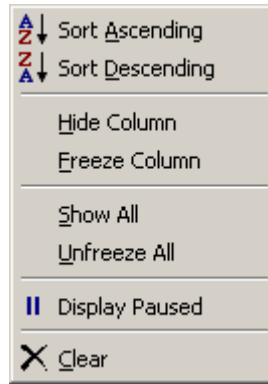 Sort Ascending
Sort Descending
Hide Column
Freeze Column
Show All
Unfreeze All
Display Paused
Clear